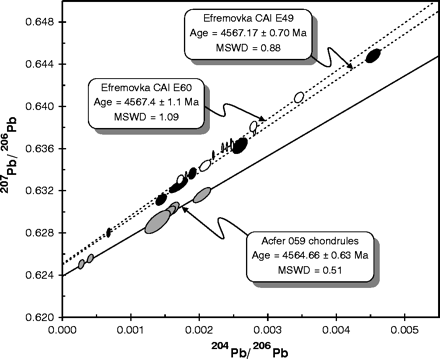 0.648
0.644
0.640
0.636
0.632
0.628
0.624
0.620
207Pb/206Pb
Efremovka CAI E49
Age = 4567.17 ± 0.70 Ma
MSWD = 0.88
Efremovka CAI E60
Age = 4567.4 ± 1.1 Ma
MSWD = 1.09
Acfer 059 chondrules
Age = 4564.66 ± 0.63 Ma
MSWD = 0.51
0.000 0.001 0.002 0.003 0.004 0.005
204Pb/206Pb